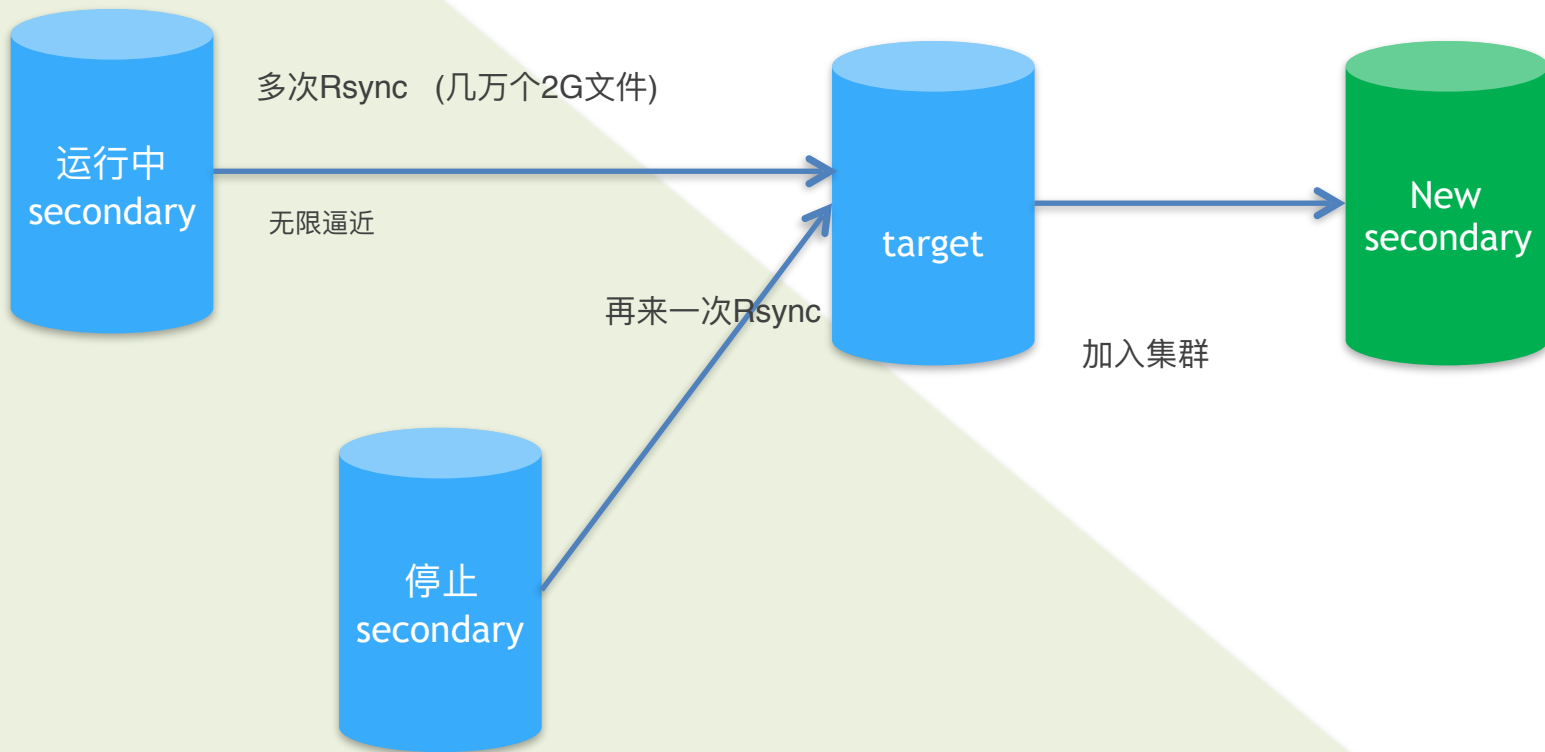 多次Rsync (几万个2G文件)
运行中
secondary
无限逼近
target
New
secondary
再来一次Rsync
加入集群
停止
secondary